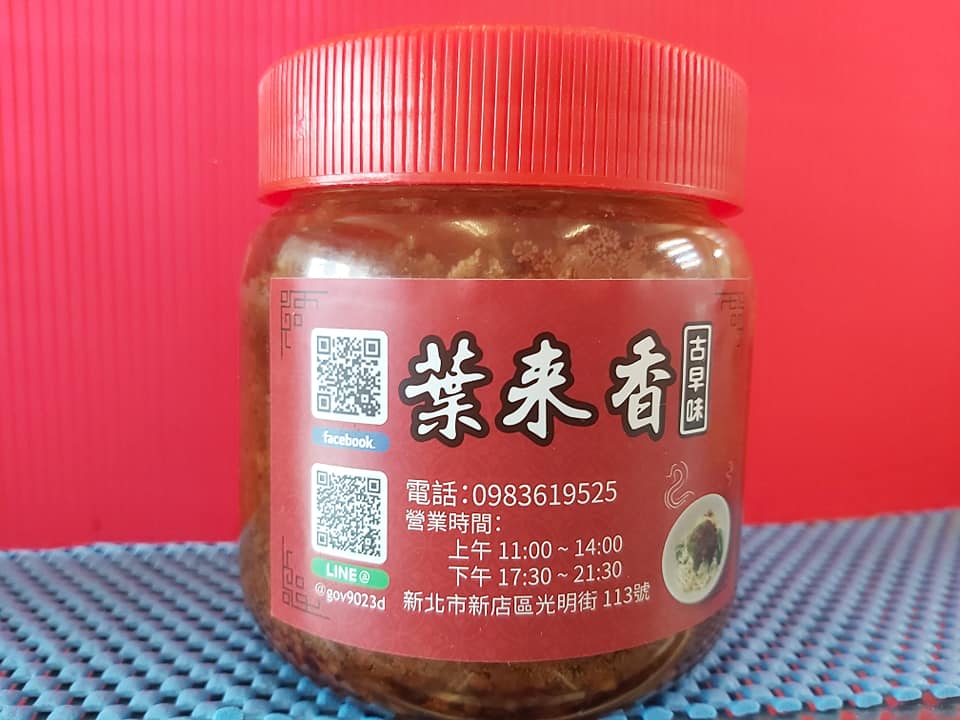 葉来香
古早味
facebook.
LINE@
@gov9023d
電話:0983619525
營業時間:
上午 11:00 ~ 14:00
下午 17:30 ~ 21:30
新北市新店區光明街 113號